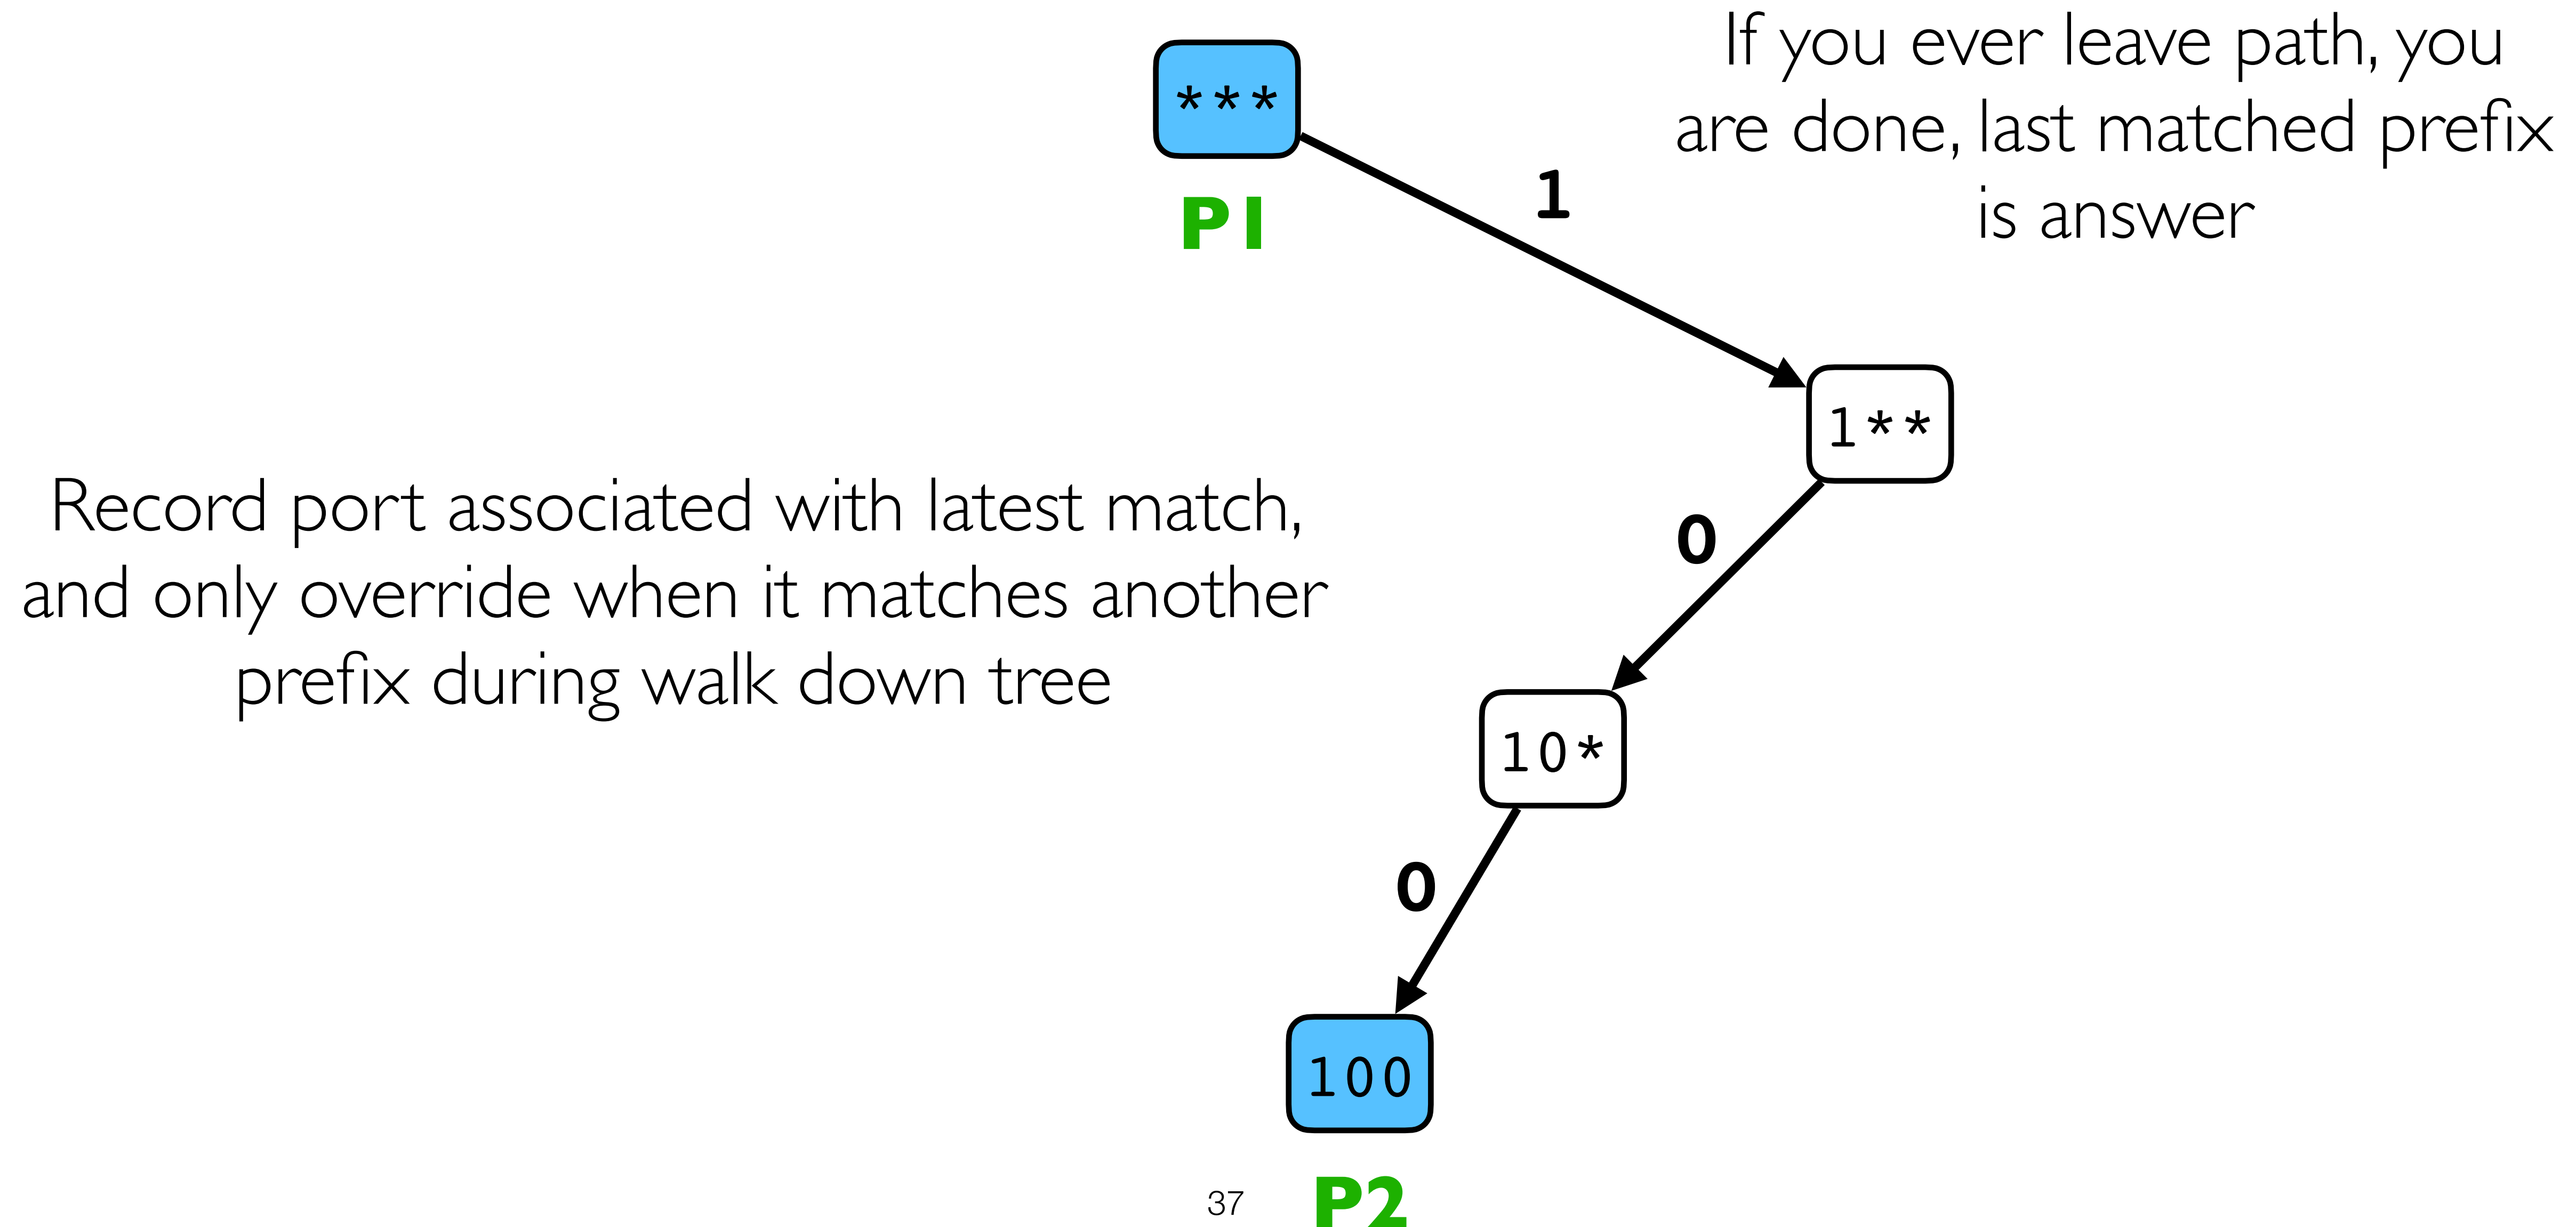 If you ever leave path, you
are done, last matched prefix
is answer
***
P1
1
1**
Record port associated with latest match,
and only override when it matches another
prefix during walk down tree
0
10*
0
100
P2
37